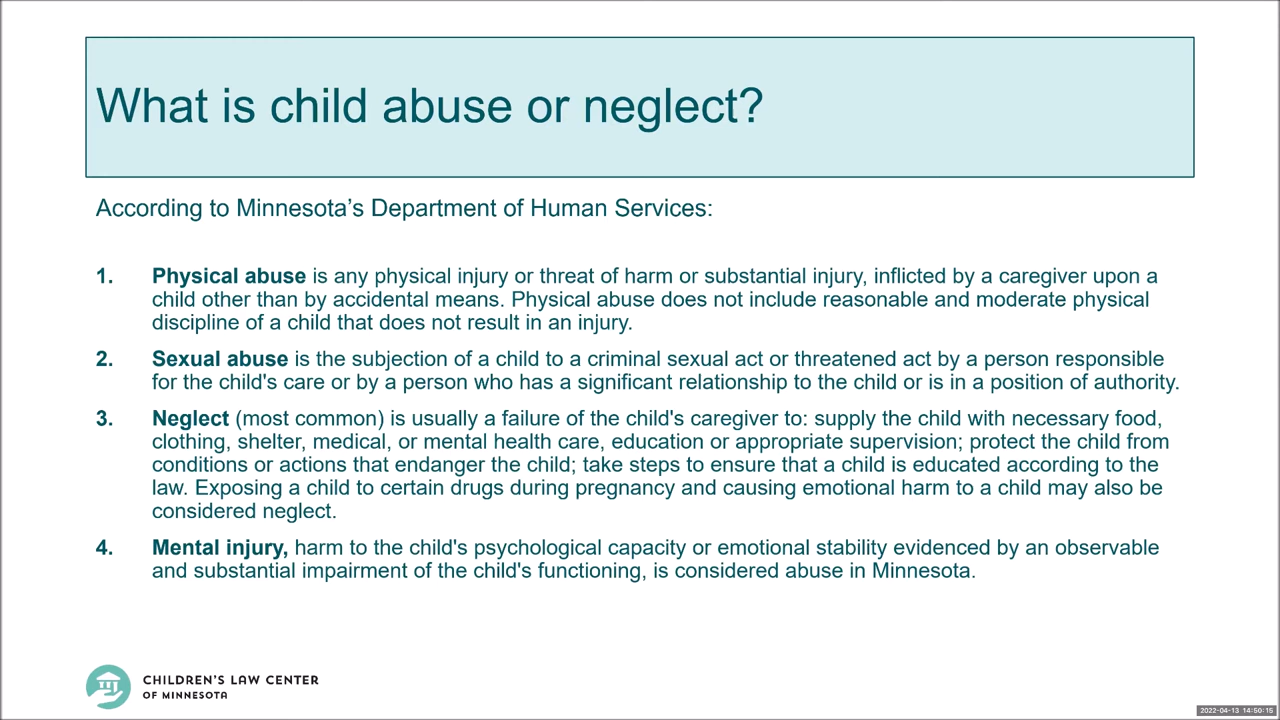 What is child abuse or neglect?
According to Minnesota’s Department of Human Services:
1. Physical abuse is any physical injury or threat of harm or substantial injury, inflicted by a caregiver upon a
child other than by accidental means. Physical abuse does not include reasonable and moderate physical
discipline of a child that does not result in an injury.
2. Sexual abuse is the subjection of a child to a criminal sexual act or threatened act by a person responsible
for the child's care or by a person who has a significant relationship to the child or is in a position of authority.
3. Neglect (most common) is usually a failure of the child's caregiver to: supply the child with necessary food,
clothing, shelter, medical, or mental health care, education or appropriate supervision; protect the child from
conditions or actions that endanger the child; take steps to ensure that a child is educated according to the
law. Exposing a child to certain drugs during pregnancy and causing emotional harm to a child may also be
considered neglect.
4. Mental injury, harm to the child's psychological capacity or emotional stability evidenced by an observable
and substantial impairment of the child's functioning, is considered abuse in Minnesota.
CHILDREN'S LAW CENTER
OF MINNESOTA
2022-04-13 14:50:15